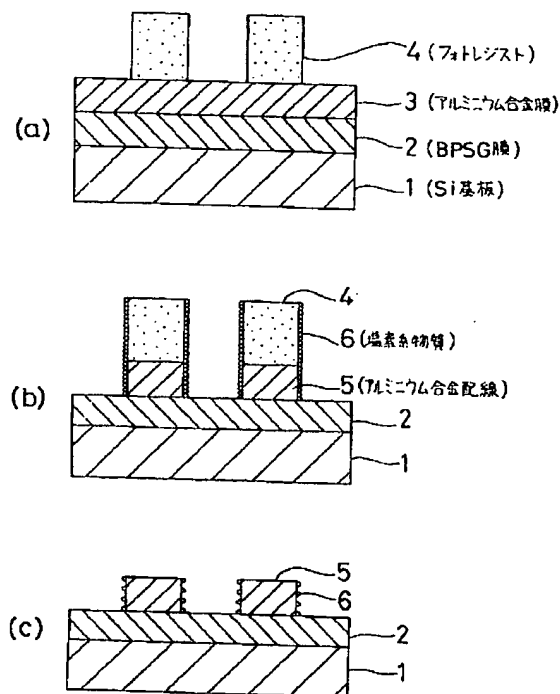 4 (フォトレジスト)
3 (アルミニウム合金膜)
(a)
2 (BPSG膜)
1 (Si基板)
4
6 (塩素系物質)
5 (アルミニウム合金配線)
(b)
2
1
5
6
(c)
2
1